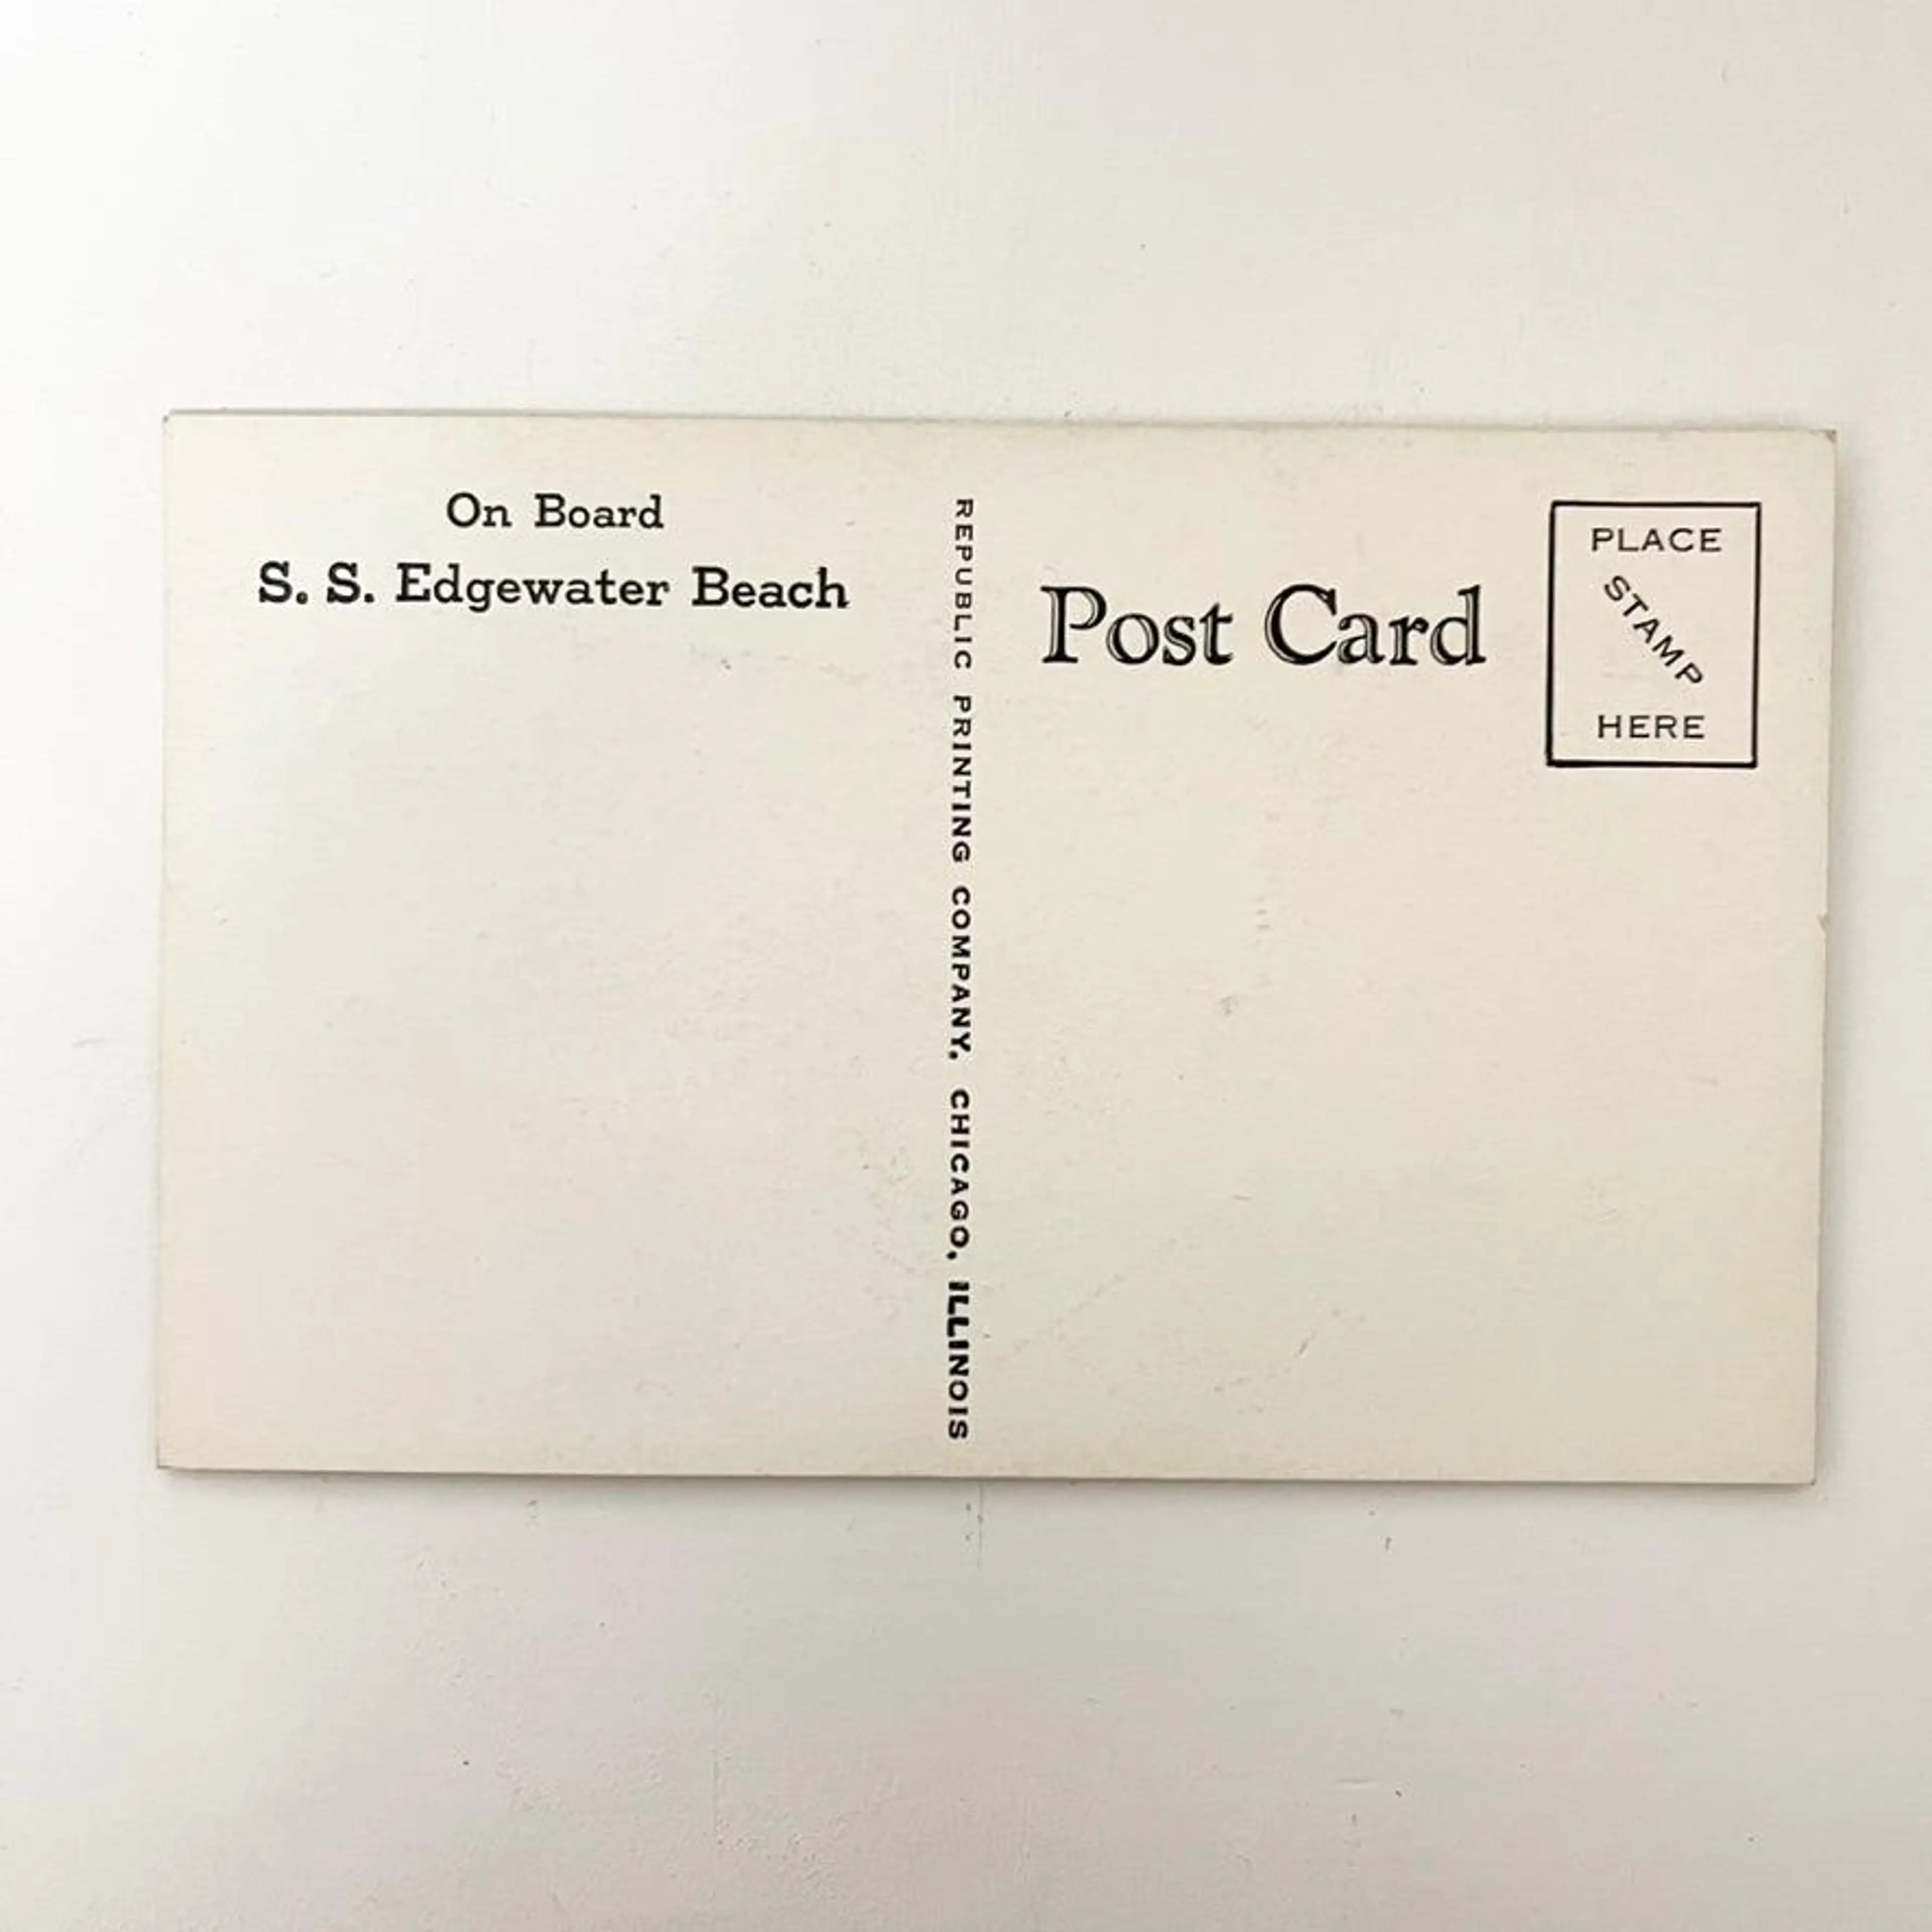 On Board
S. S. Edgewater Beach
REPUBLIC PRINTING COMPANY, CHICAGO, ILLINOIS
Post Card
PLACE
STAMP
HERE